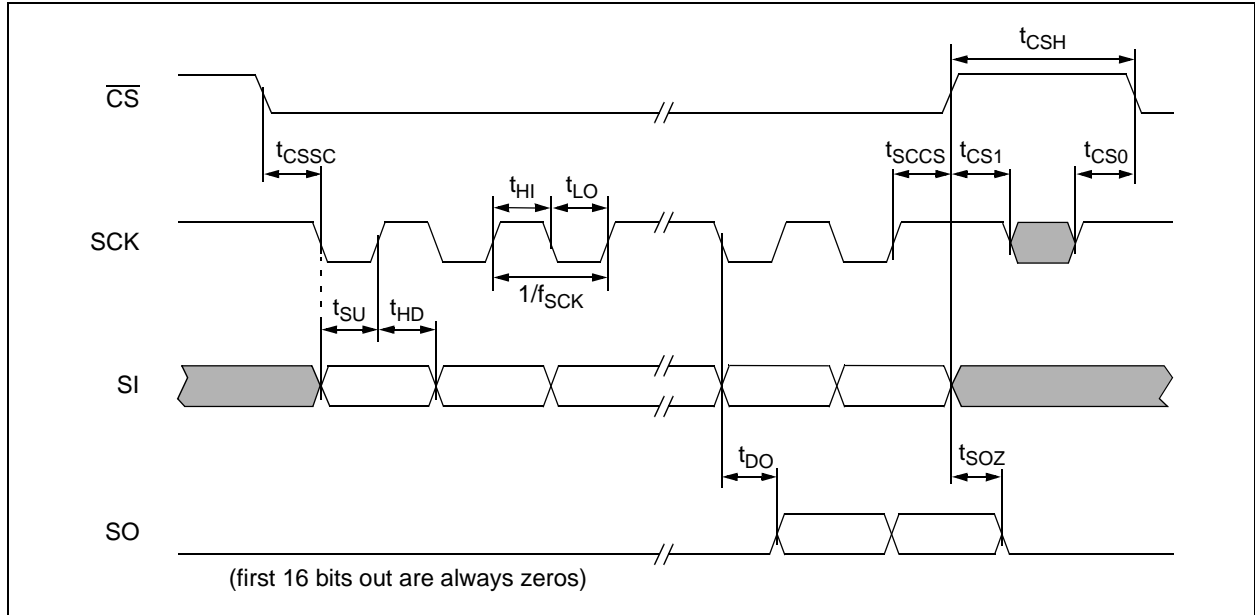 tCSH
CS
tCSSC
tSCCS tCS1 tCS0
tHI tLO
SCK
1/fSCK
tSU tHD
SI
tDO tSOZ
SO
(first 16 bits out are always zeros)